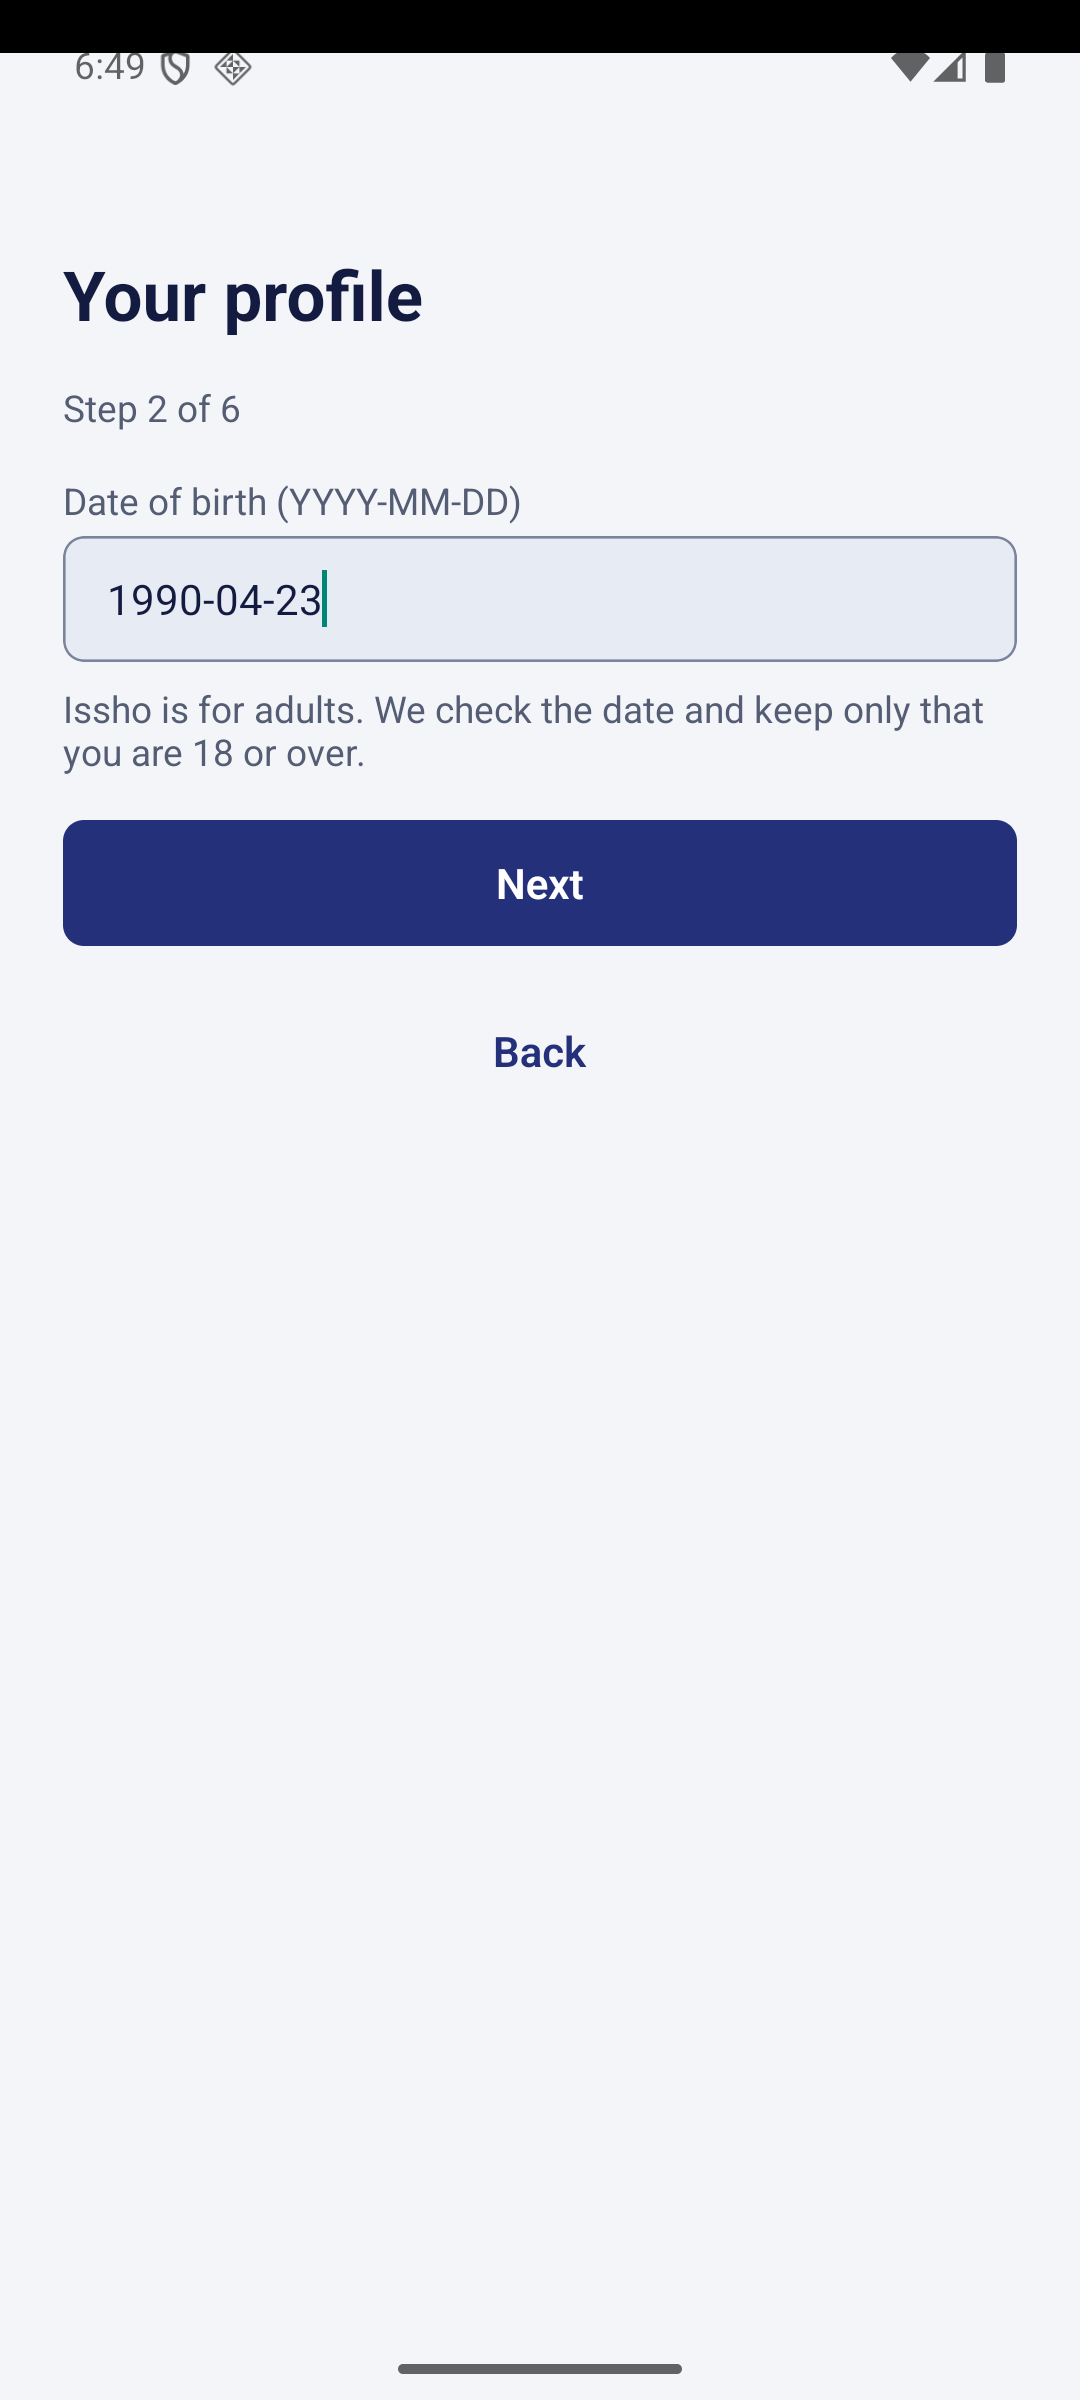 6:49
Your profile
Step 2 of 6
Date of birth (YYYY-MM-DD)
1990-04-23
Issho is for adults. We check the date and keep only that
you are 18 or over.
Next
Back